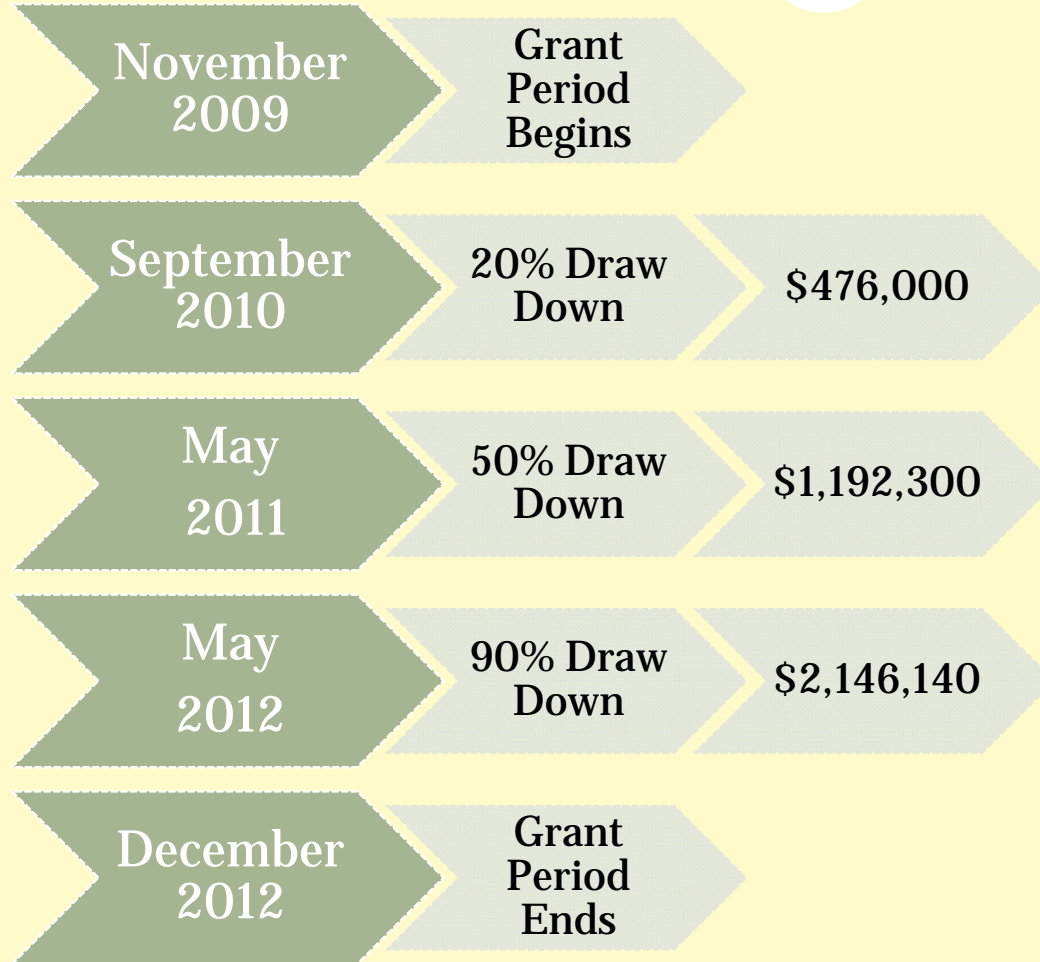 November
2009
Grant
Period
Begins
September
2010
20% Draw
Down
$476,000
May
2011
50% Draw
Down
$1,192,300
May
2012
90% Draw
Down
$2,146,140
December
2012
Grant
Period
Ends